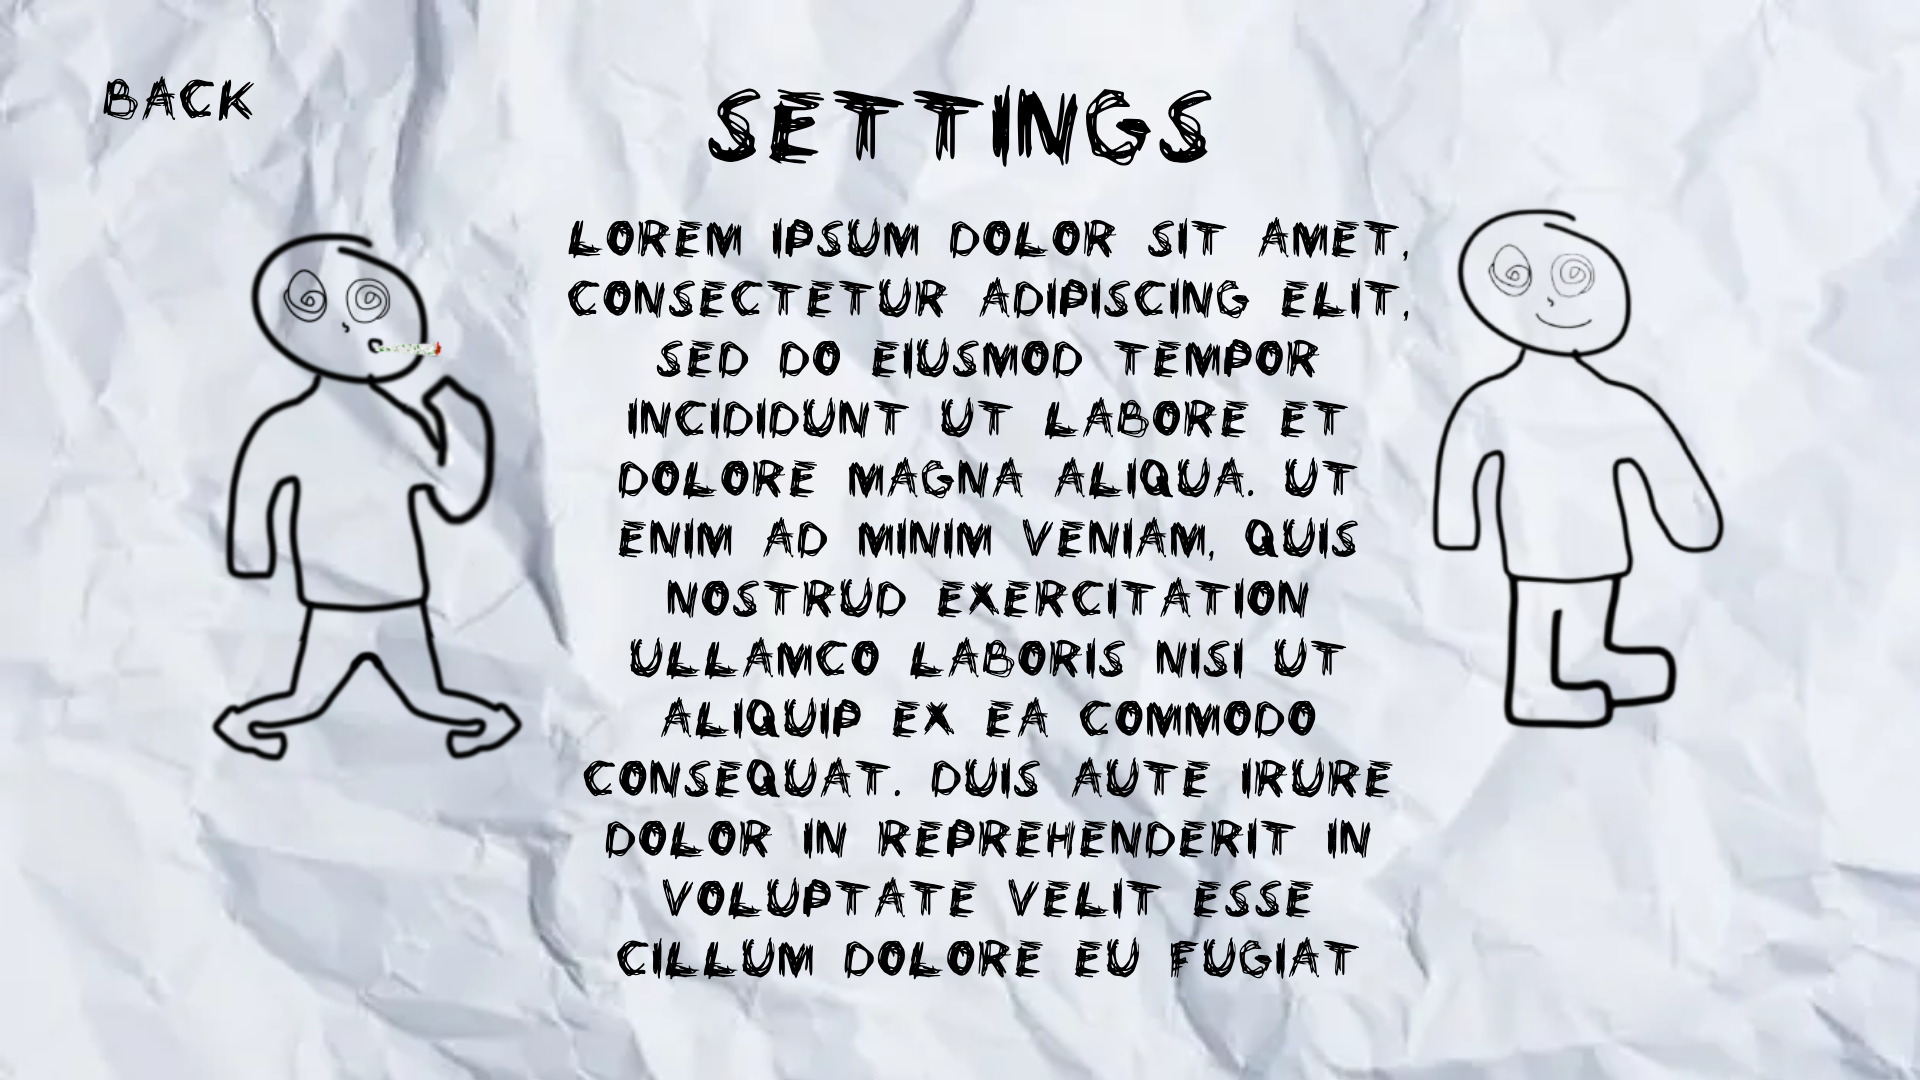 BACK
SETTINGS
LOREM IPSUM DOLOR SIT AMET,
CONSECTETUR ADIPISCING ELIT,
SED DO EIUSMOD TEMPOR
INCIDIDUNT UT LABORE ET
DOLORE MAGNA ALIQUA. UT
ENIM AD MINIM VENIAM, QUIS
NOSTRUD EXERCITATION
ULLAMCO LABORIS NISI UT
ALIQUIP EX EA COMMODO
CONSEQUAT. DUIS AUTE IRURE
DOLOR IN REPREHENDERIT IN
VOLUPTATE VELIT ESSE
CILLUM DOLORE EU FUGIAT